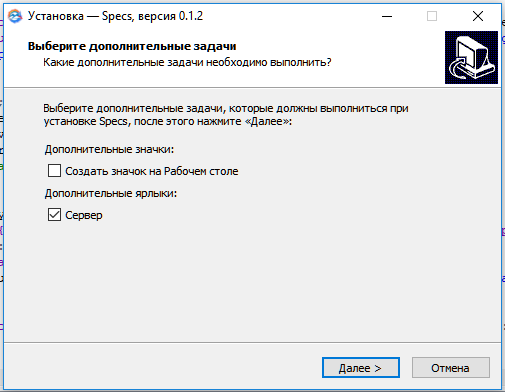 Установка — Specs, версия 0.1.2
Выберите дополнительные задачи
Какие дополнительные задачи необходимо выполнить?
Выберите дополнительные задачи, которые должны выполниться при
установке Specs, после этого нажмите «Далее»:
Дополнительные значки:
Создать значок на Рабочем столе
Дополнительные ярлыки:
Сервер
Далее >
Отмена